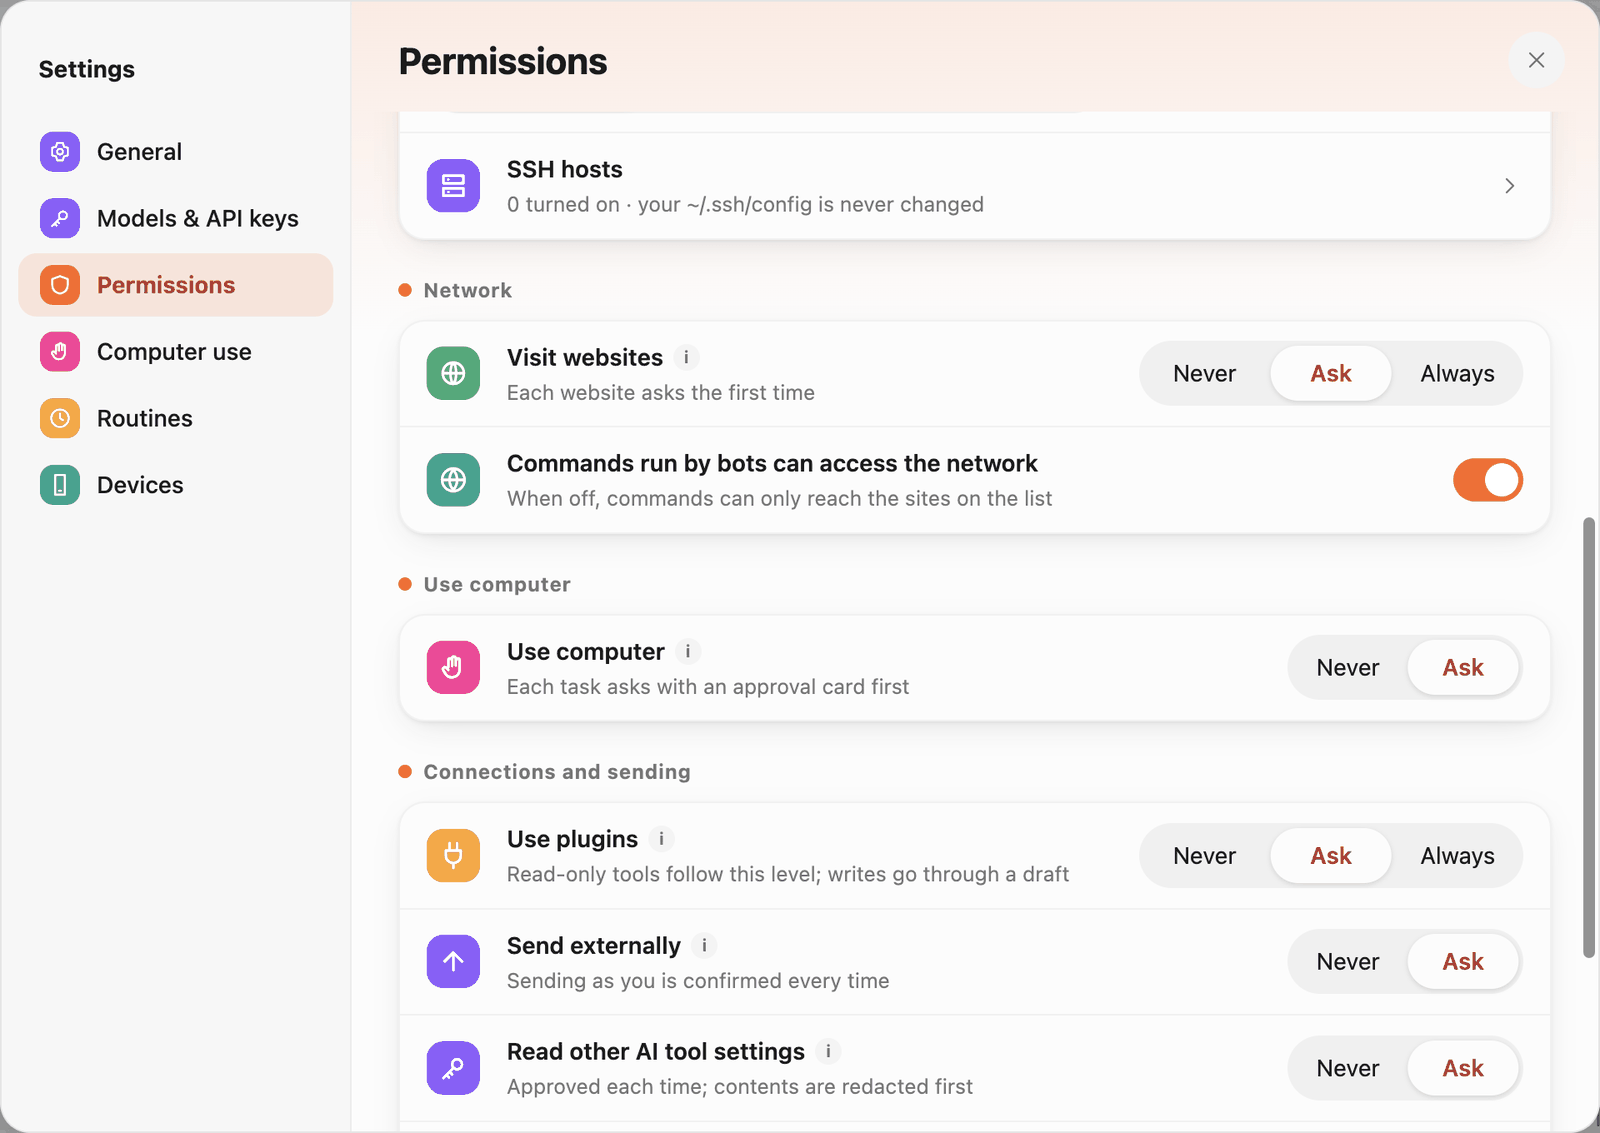 Settings
General
Models & API keys
Permissions
Computer use
Routines
Devices
Permissions
SSH hosts
0 turned on · your ~/.ssh/config is never changed
Network
Visit websites i
Each website asks the first time
Never Ask Always
Commands run by bots can access the network
When off, commands can only reach the sites on the list
Use computer
Use computer i
Each task asks with an approval card first
Never Ask
Connections and sending
Use plugins i
Read-only tools follow this level; writes go through a draft
Never Ask Always
Send externally i
Sending as you is confirmed every time
Never Ask
Read other AI tool settings i
Approved each time; contents are redacted first
Never Ask